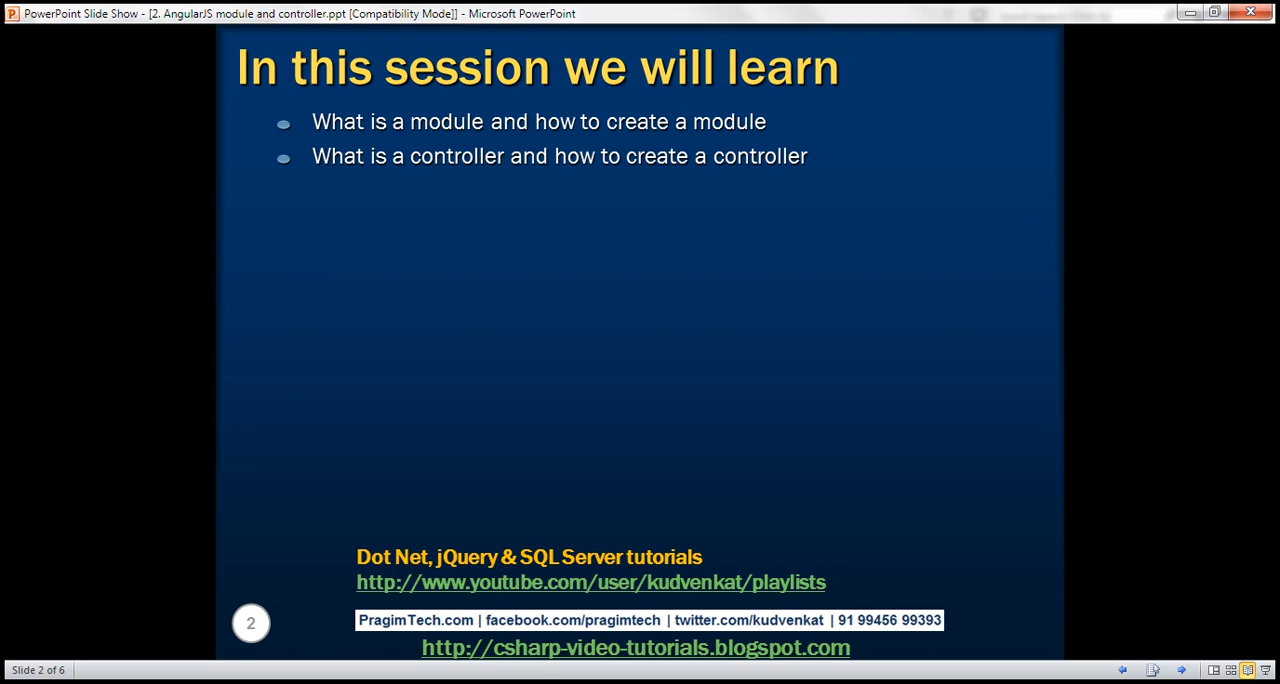 PowerPoint Slide Show - [2. AngularJS module and controller.ppt [Compatibility Mode]] - Microsoft PowerPoint
In this session we will learn
What is a module and how to create a module
What is a controller and how to create a controller
Dot Net, jQuery & SQL Server tutorials
http://www.youtube.com/user/kudvenkat/playlists
2
PragimTech.com | facebook.com/pragimtech | twitter.com/kudvenkat | 91 99456 99393
http://csharp-video-tutorials.blogspot.com
Slide 2 of 6